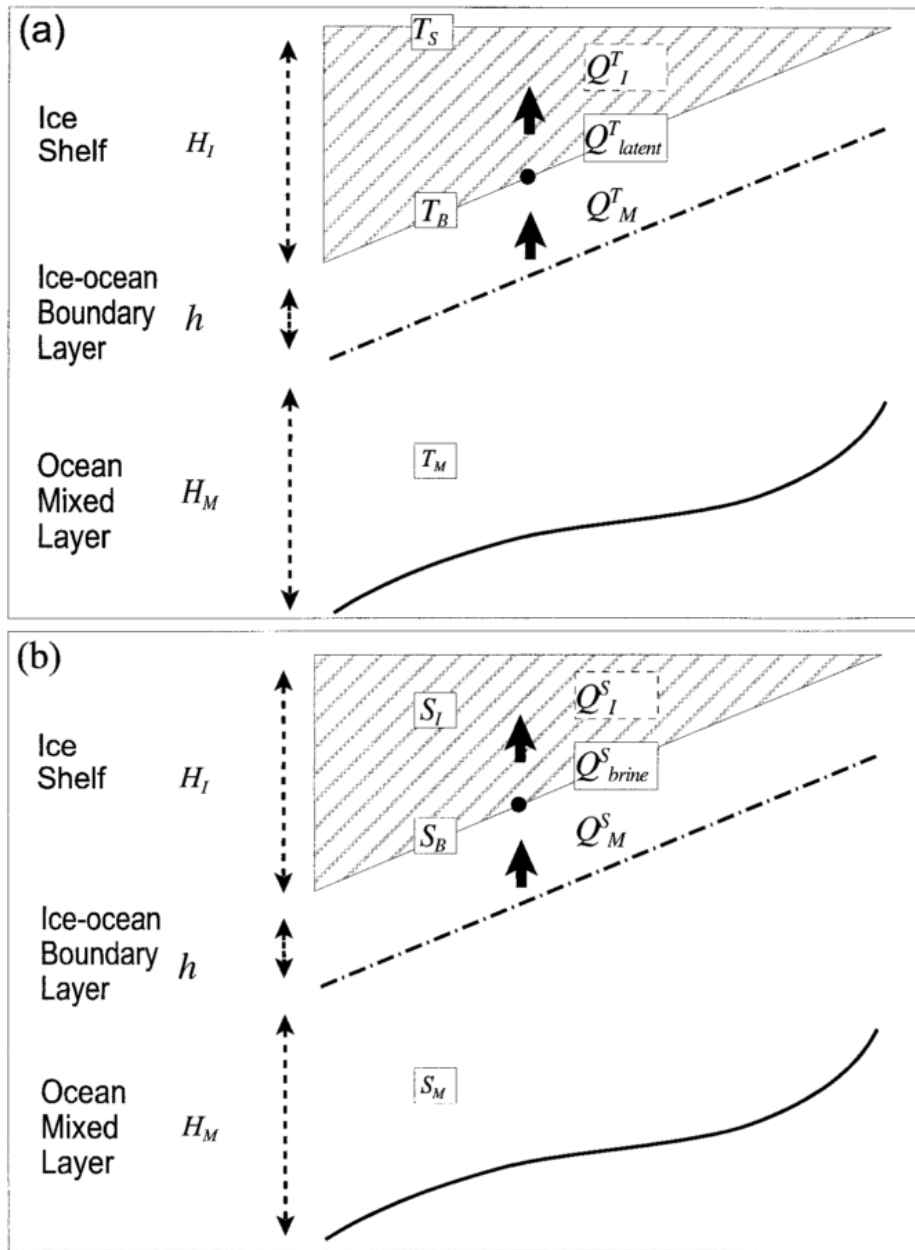 (a)
T_S
Q^T_I
Ice
Shelf
H_I
Q^T_latent
T_B
Q^T_M
Ice-ocean
Boundary
Layer
h
T_M
Ocean
Mixed
Layer
H_M
(b)
Q^S_I
S_I
Ice
Shelf
H_I
Q^S_brine
S_B
Q^S_M
Ice-ocean
Boundary
Layer
h
S_M
Ocean
Mixed
Layer
H_M